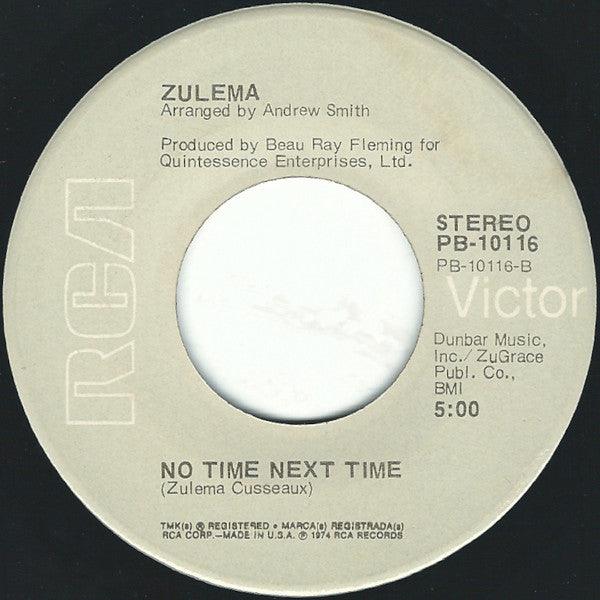 ZULEMA
Arranged by Andrew Smith
Produced by Beau Ray Fleming for
Quintessence Enterprises, Ltd.
RCA
STEREO
PB-10116
PB-10116-B
Victor
Dunbar Music,
Inc./ZuGrace
Publ. Co.,
BMI
5:00
NO TIME NEXT TIME
(Zulema Cusseaux)
TMK(s) ® REGISTERED • MARCA(s) REGISTRADA(s)
RCA CORP.—MADE IN U.S.A. ℗ 1974 RCA RECORDS